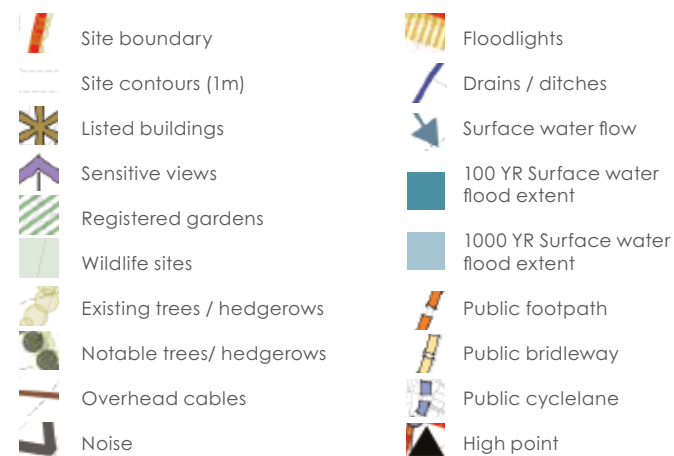 Site boundary
Site contours (1m)
Listed buildings
Sensitive views
Registered gardens
Wildlife sites
Existing trees / hedgerows
Notable trees/ hedgerows
Overhead cables
Noise
Floodlights
Drains / ditches
Surface water flow
100 YR Surface water
flood extent
1000 YR Surface water
flood extent
Public footpath
Public bridleway
Public cyclelane
High point